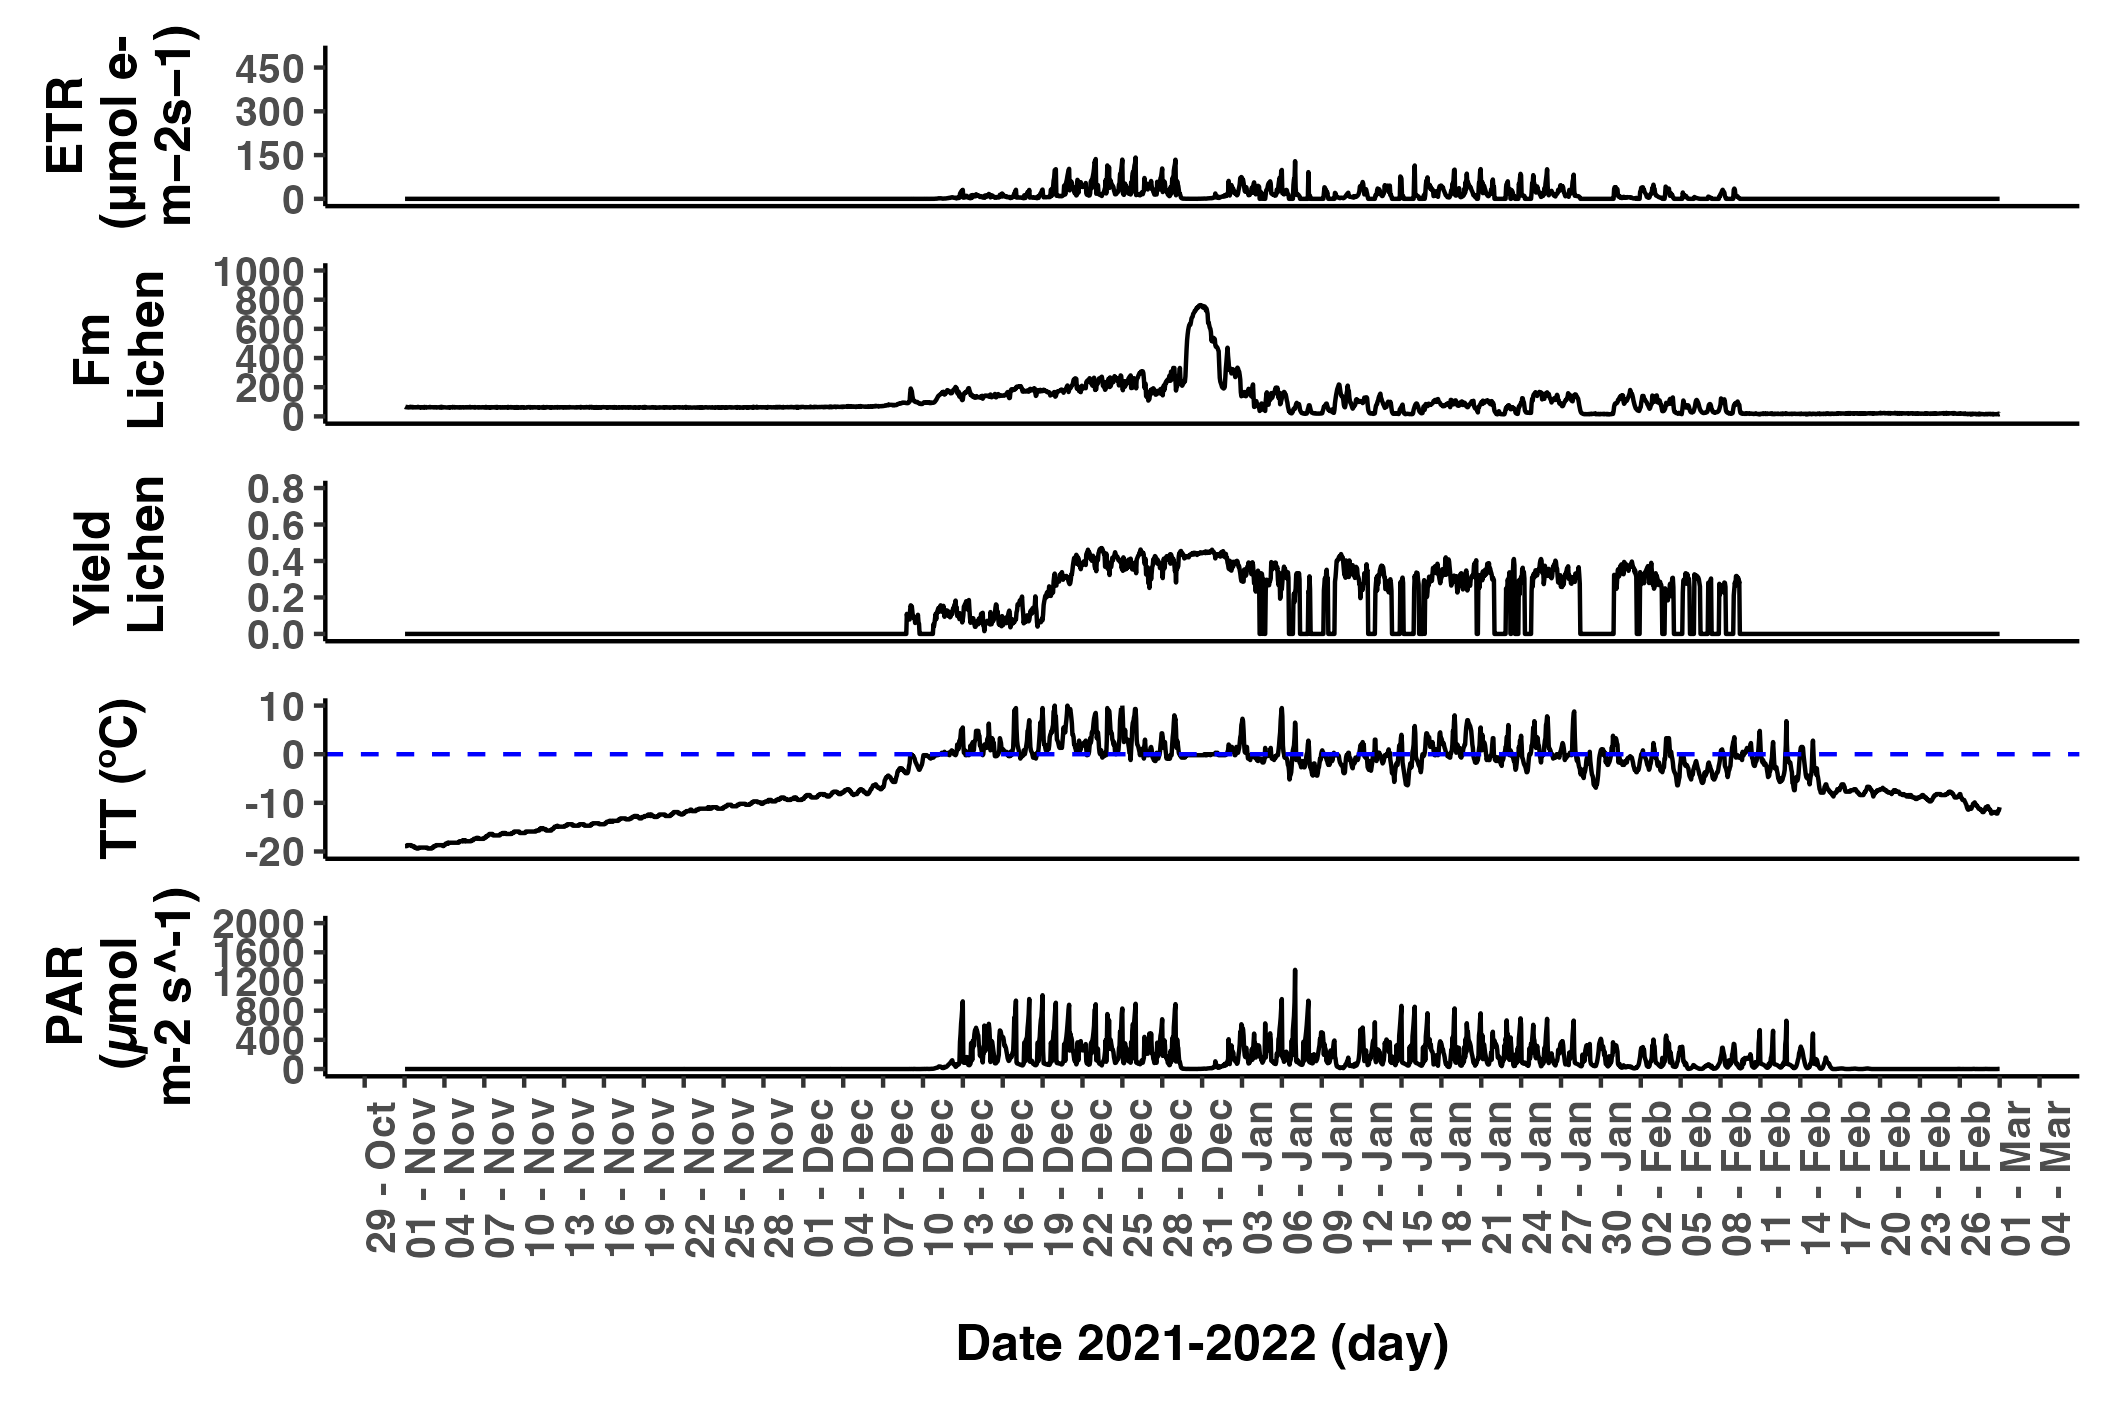 ETR
(µmol e-
m−2s−1)
450
300
150
0
Fm
Lichen
1000
800
600
400
200
0
Yield
Lichen
0.8
0.6
0.4
0.2
0.0
TT (ºC)
10
0
-10
-20
PAR
(µmol
m-2 s^-1)
2000
1600
1200
800
400
0
29 - Oct
01 - Nov
04 - Nov
07 - Nov
10 - Nov
13 - Nov
16 - Nov
19 - Nov
22 - Nov
25 - Nov
28 - Nov
01 - Dec
04 - Dec
07 - Dec
10 - Dec
13 - Dec
16 - Dec
19 - Dec
22 - Dec
25 - Dec
28 - Dec
31 - Dec
03 - Jan
06 - Jan
09 - Jan
12 - Jan
15 - Jan
18 - Jan
21 - Jan
24 - Jan
27 - Jan
30 - Jan
02 - Feb
05 - Feb
08 - Feb
11 - Feb
14 - Feb
17 - Feb
20 - Feb
23 - Feb
26 - Feb
01 - Mar
04 - Mar
Date 2021-2022 (day)